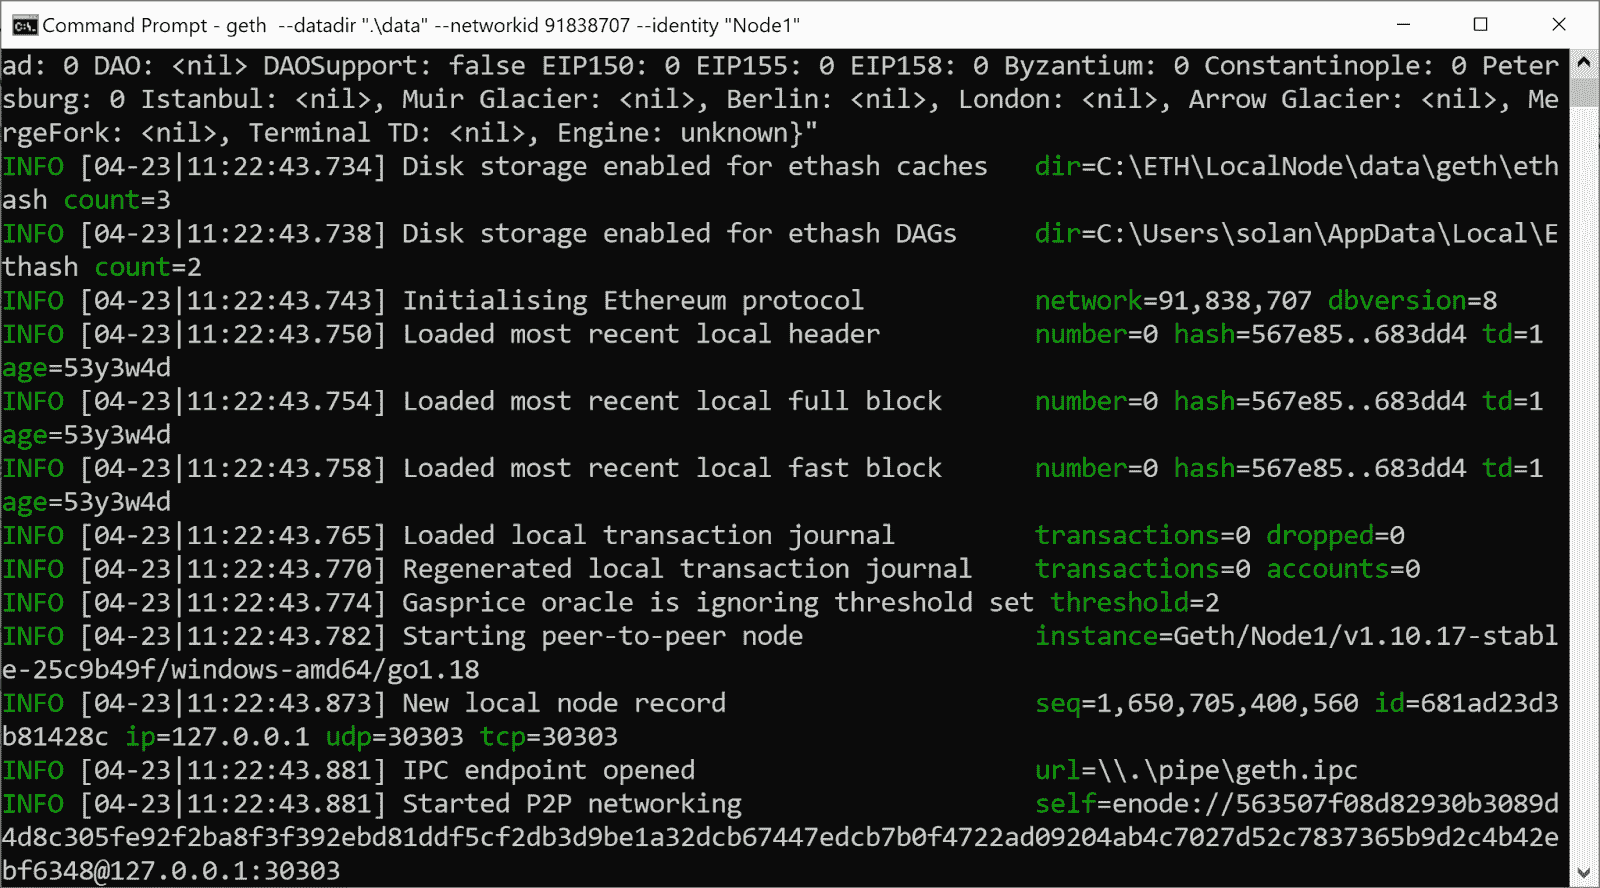 Command Prompt - geth  --datadir ".\data" --networkid 91838707 --identity "Node1"
ad: 0 DAO: <nil> DAOSupport: false EIP150: 0 EIP155: 0 EIP158: 0 Byzantium: 0 Constantinople: 0 Peter
sburg: 0 Istanbul: <nil>, Muir Glacier: <nil>, Berlin: <nil>, London: <nil>, Arrow Glacier: <nil>, Me
rgeFork: <nil>, Terminal TD: <nil>, Engine: unknown}"
INFO [04-23|11:22:43.734] Disk storage enabled for ethash caches   dir=C:\ETH\LocalNode\data\geth\eth
ash count=3
INFO [04-23|11:22:43.738] Disk storage enabled for ethash DAGs     dir=C:\Users\solan\AppData\Local\E
thash count=2
INFO [04-23|11:22:43.743] Initialising Ethereum protocol           network=91,838,707 dbversion=8
INFO [04-23|11:22:43.750] Loaded most recent local header          number=0 hash=567e85..683dd4 td=1
age=53y3w4d
INFO [04-23|11:22:43.754] Loaded most recent local full block      number=0 hash=567e85..683dd4 td=1
age=53y3w4d
INFO [04-23|11:22:43.758] Loaded most recent local fast block      number=0 hash=567e85..683dd4 td=1
age=53y3w4d
INFO [04-23|11:22:43.765] Loaded local transaction journal         transactions=0 dropped=0
INFO [04-23|11:22:43.770] Regenerated local transaction journal    transactions=0 accounts=0
INFO [04-23|11:22:43.774] Gasprice oracle is ignoring threshold set threshold=2
INFO [04-23|11:22:43.782] Starting peer-to-peer node               instance=Geth/Node1/v1.10.17-stabl
e-25c9b49f/windows-amd64/go1.18
INFO [04-23|11:22:43.873] New local node record                    seq=1,650,705,400,560 id=681ad23d3
b81428c ip=127.0.0.1 udp=30303 tcp=30303
INFO [04-23|11:22:43.881] IPC endpoint opened                      url=\\.\pipe\geth.ipc
INFO [04-23|11:22:43.881] Started P2P networking                   self=enode://563507f08d82930b3089d
4d8c305fe92f2ba8f3f392ebd81ddf5cf2db3d9be1a32dcb67447edcb7b0f4722ad09204ab4c7027d52c7837365b9d2c4b42e
bf6348@127.0.0.1:30303